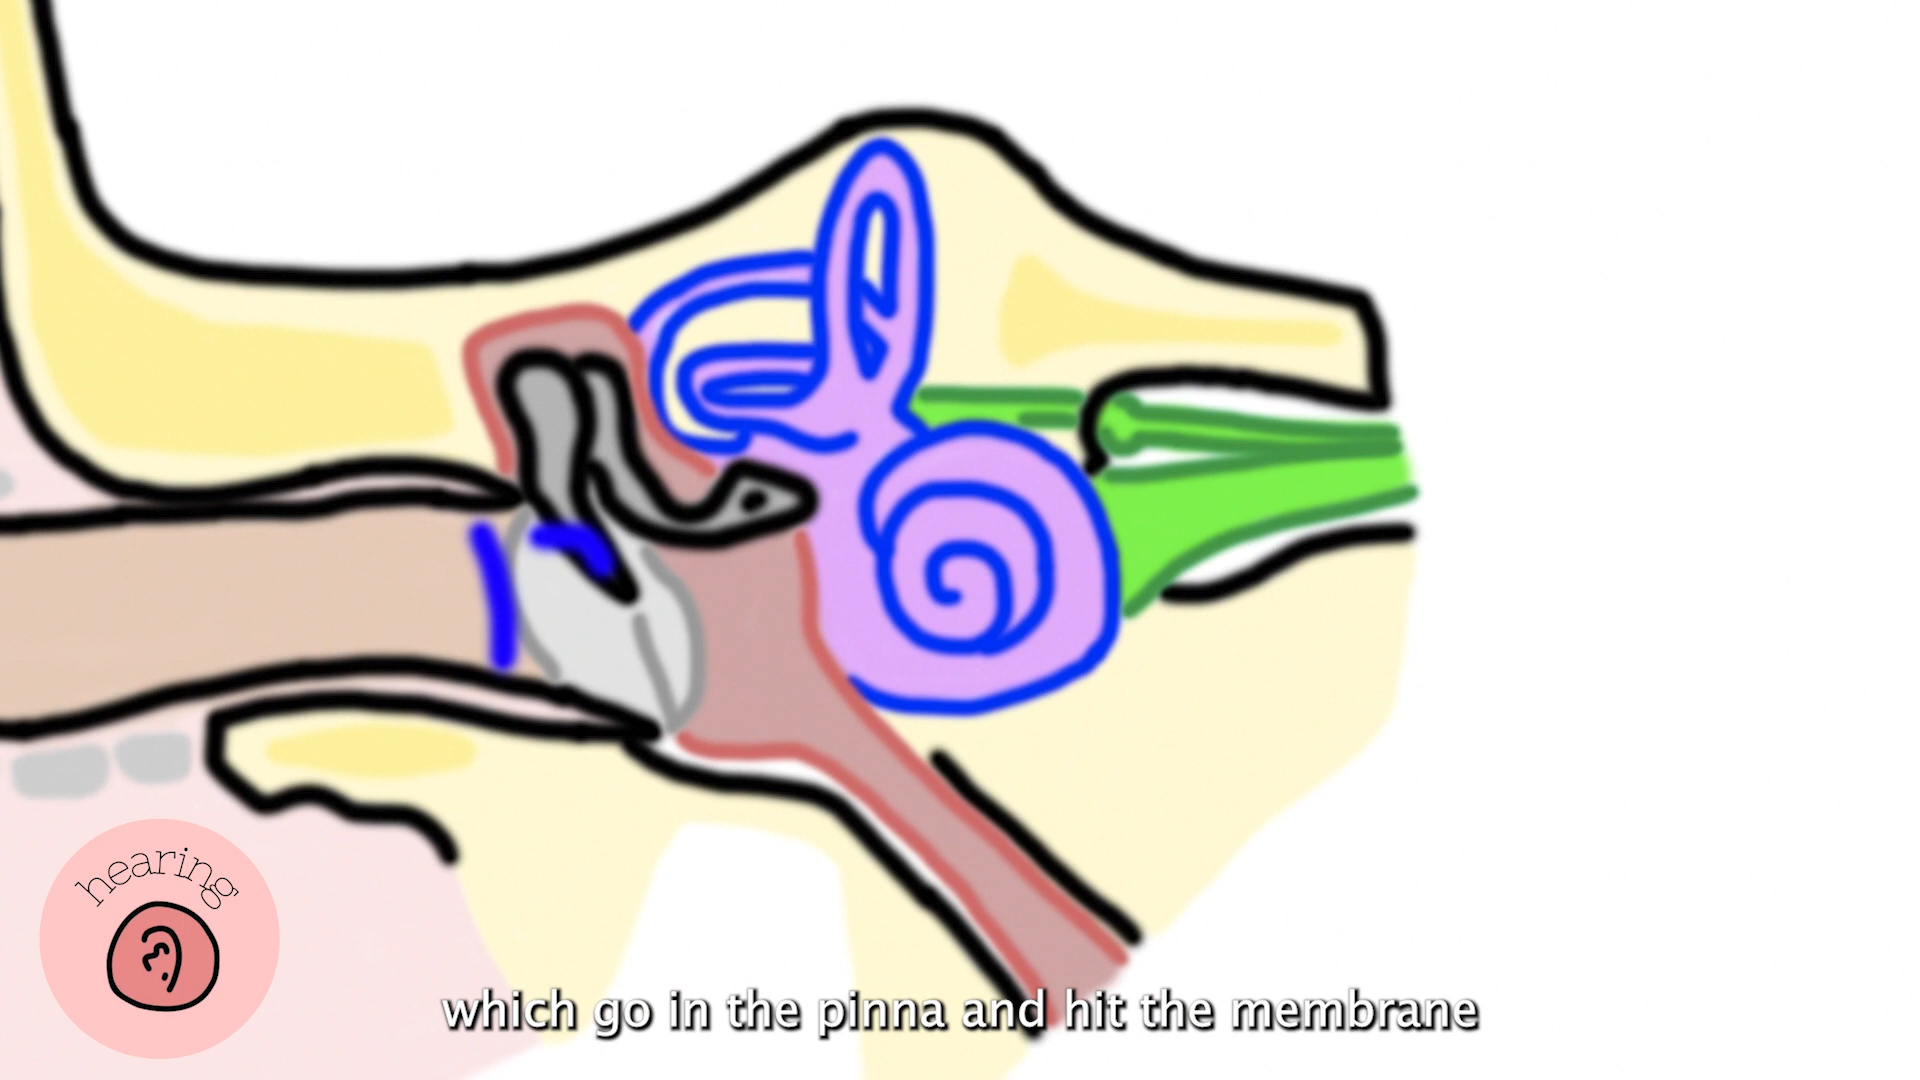 hearing
which go in the pinna and hit the membrane